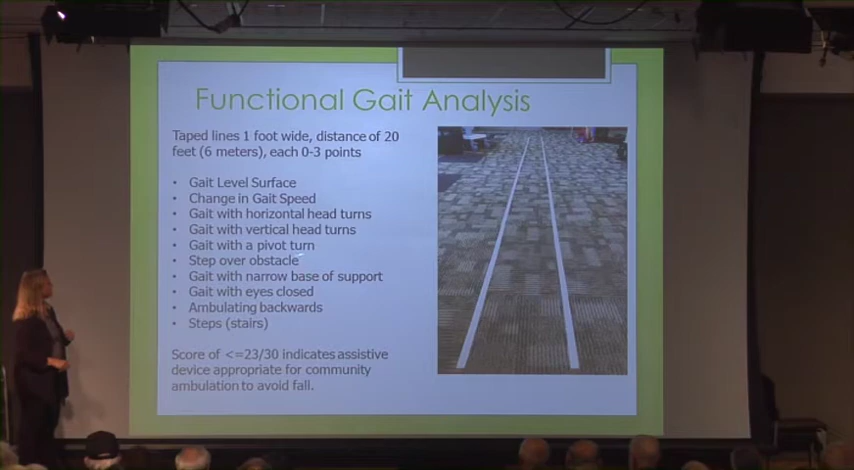 Functional Gait Analysis
Taped lines 1 foot wide, distance of 20
feet (6 meters), each 0-3 points
• Gait Level Surface
• Change in Gait Speed
• Gait with horizontal head turns
• Gait with vertical head turns
• Gait with a pivot turn
• Step over obstacle
• Gait with narrow base of support
• Gait with eyes closed
• Ambulating backwards
• Steps (stairs)
Score of <=23/30 indicates assistive
device appropriate for community
ambulation to avoid fall.